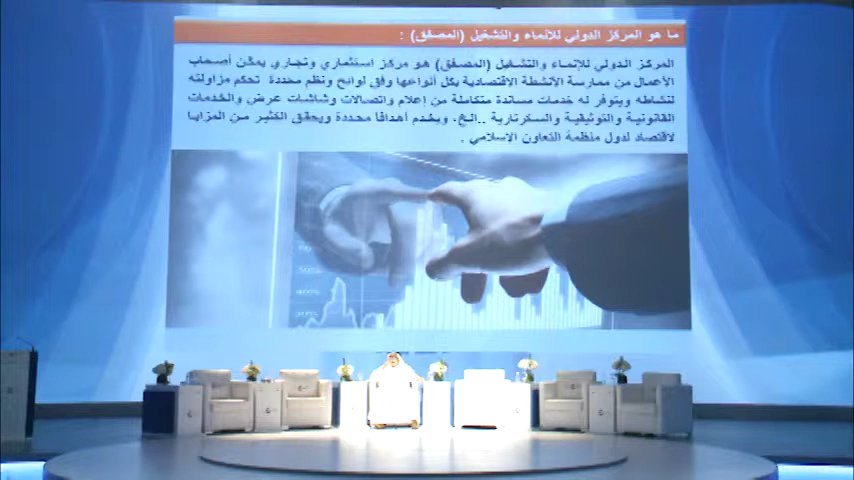 ما هو المركز الدولي للإنماء والتشغيل (المصفق) :
المركز الدولي للإنماء والتشغيل (المصفق) هو مركز استثماري وتجاري يمكن أصحاب
الأعمال من ممارسة الأنشطة الاقتصادية بكل أنواعها وفق لوائح ونظم محددة تحكم مزاولته
لنشاطه ويتوفر له خدمات مساندة متكاملة من إعلام واتصالات وشاشات عرض والخدمات
القانونية والتوثيقية والسكرتارية ..الخ، ويخدم أهدافا محددة ويحقق الكثير من المزايا
لاقتصاد لدول منظمة التعاون الإسلامي .